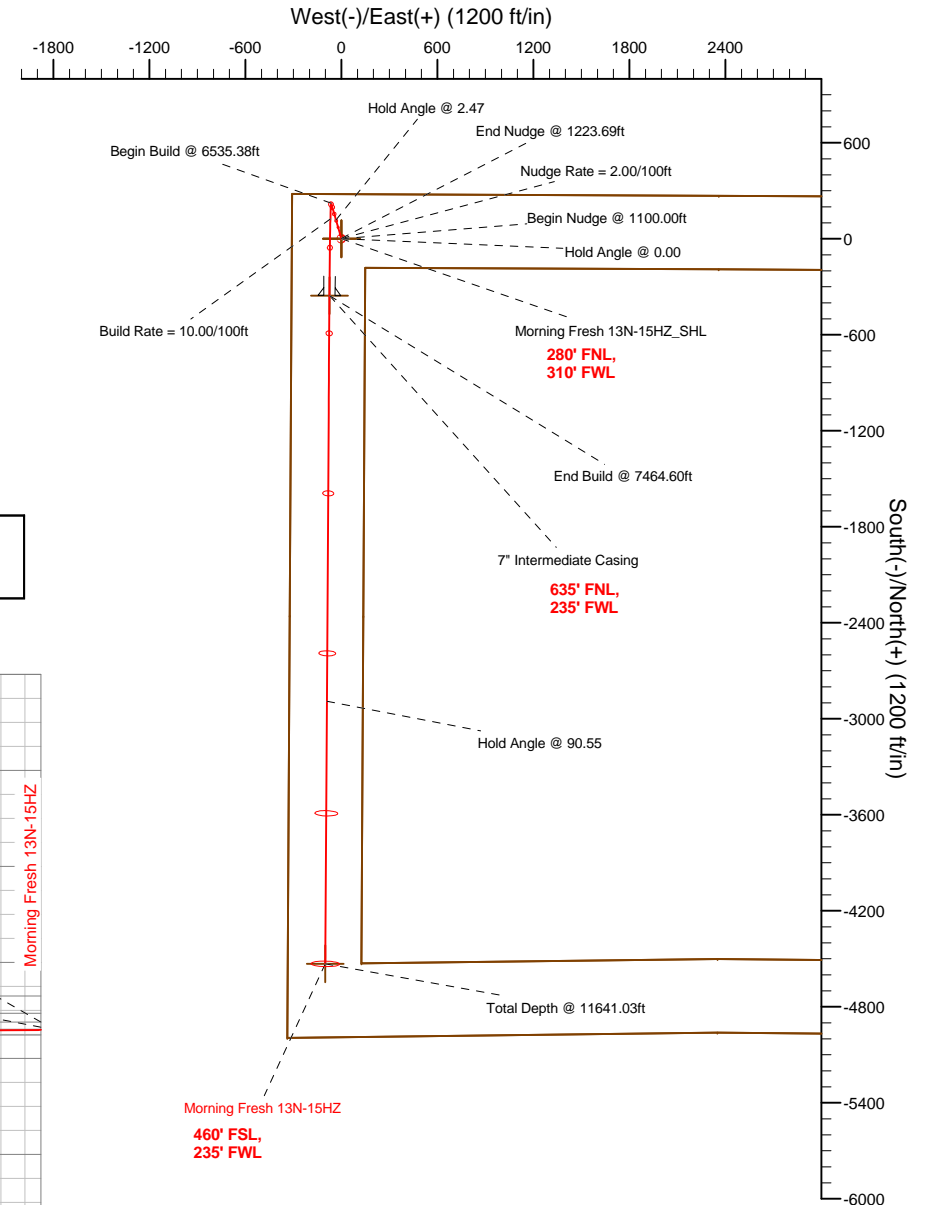 West(-)/East(+) (1200 ft/in)
-1800 -1200 -600 0 600 1200 1800 2400
Hold Angle @ 2.47
End Nudge @ 1223.69ft
Begin Build @ 6535.38ft
Nudge Rate = 2.00/100ft
Begin Nudge @ 1100.00ft
Hold Angle @ 0.00
Build Rate = 10.00/100ft
Morning Fresh 13N-15HZ_SHL
280' FNL,
310' FWL
End Build @ 7464.60ft
7" Intermediate Casing
635' FNL,
235' FWL
Hold Angle @ 90.55
Total Depth @ 11641.03ft
Morning Fresh 13N-15HZ
460' FSL,
235' FWL
Morning Fresh 13N-15HZ
600
0
-600
-1200
-1800
-2400
-3000
-3600
-4200
-4800
-5400
-6000
South(-)/North(+) (1200 ft/in)